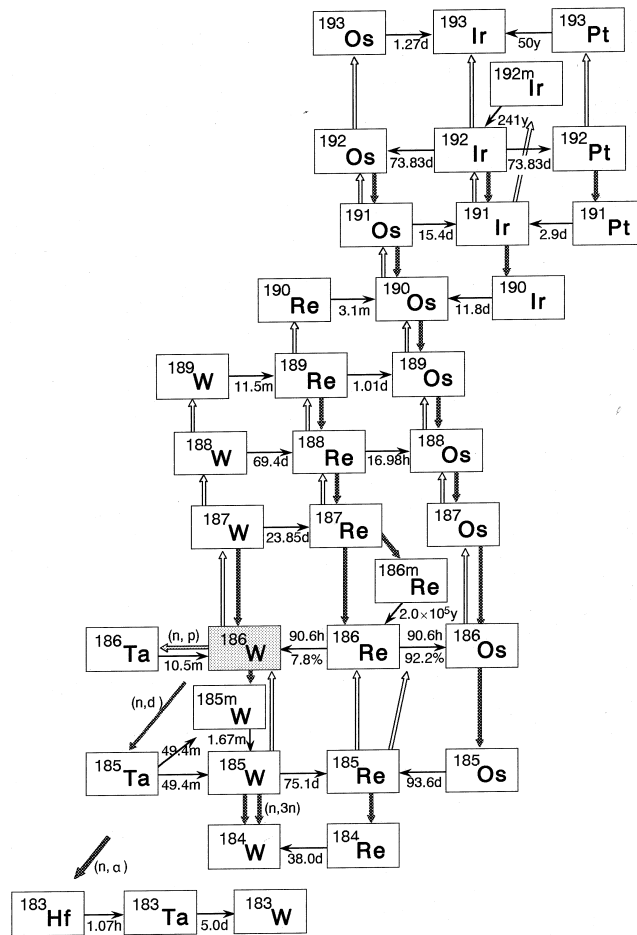 193Os 1.27d 193Ir 50y 193Pt
192mIr
241y
192Os 73.83d 192Ir 73.83d 192Pt
191Os 15.4d 191Ir 2.9d 191Pt
190Re 3.1m 190Os 11.8d 190Ir
189W 11.5m 189Re 1.01d 189Os
188W 69.4d 188Re 16.98h 188Os
187W 23.85d 187Re 187Os
186mRe
2.0×10⁵y
186Ta (n, p) 10.5m 186W 90.6h 7.8% 186Re 90.6h 92.2% 186Os
(n,d) 185mW
49.4m 1.67m
185Ta 49.4m 185W 75.1d 185Re 93.6d 185Os
(n,3n)
184W 38.0d 184Re
(n, α)
183Hf 1.07h 183Ta 5.0d 183W